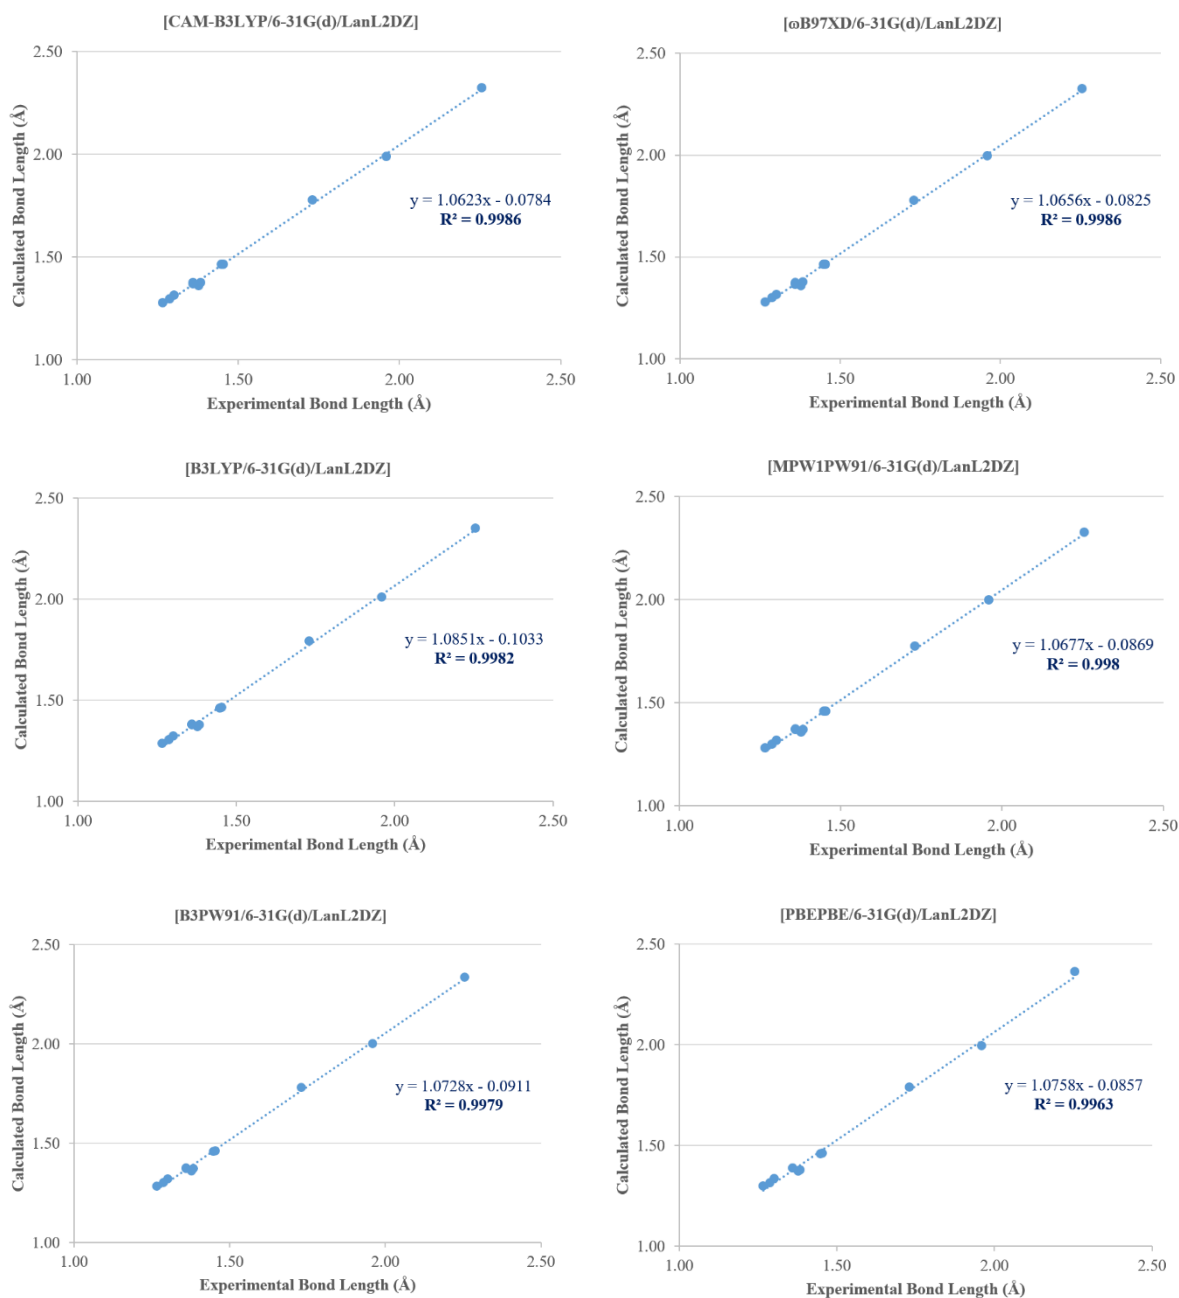 [CAM-B3LYP/6-31G(d)/LanL2DZ]
2.50
2.00
1.50
1.00
Calculated Bond Length (Å)
y = 1.0623x - 0.0784
R² = 0.9986
1.00 1.50 2.00 2.50
Experimental Bond Length (Å)
[ωB97XD/6-31G(d)/LanL2DZ]
2.50
2.00
1.50
1.00
Calculated Bond Length (Å)
y = 1.0656x - 0.0825
R² = 0.9986
1.00 1.50 2.00 2.50
Experimental Bond Length (Å)
[B3LYP/6-31G(d)/LanL2DZ]
2.50
2.00
1.50
1.00
Calculated Bond Length (Å)
y = 1.0851x - 0.1033
R² = 0.9982
1.00 1.50 2.00 2.50
Experimental Bond Length (Å)
[MPW1PW91/6-31G(d)/LanL2DZ]
2.50
2.00
1.50
1.00
Calculated Bond Length (Å)
y = 1.0677x - 0.0869
R² = 0.998
1.00 1.50 2.00 2.50
Experimental Bond Length (Å)
[B3PW91/6-31G(d)/LanL2DZ]
2.50
2.00
1.50
1.00
Calculated Bond Length (Å)
y = 1.0728x - 0.0911
R² = 0.9979
1.00 1.50 2.00 2.50
Experimental Bond Length (Å)
[PBEPBE/6-31G(d)/LanL2DZ]
2.50
2.00
1.50
1.00
Calculated Bond Length (Å)
y = 1.0758x - 0.0857
R² = 0.9963
1.00 1.50 2.00 2.50
Experimental Bond Length (Å)